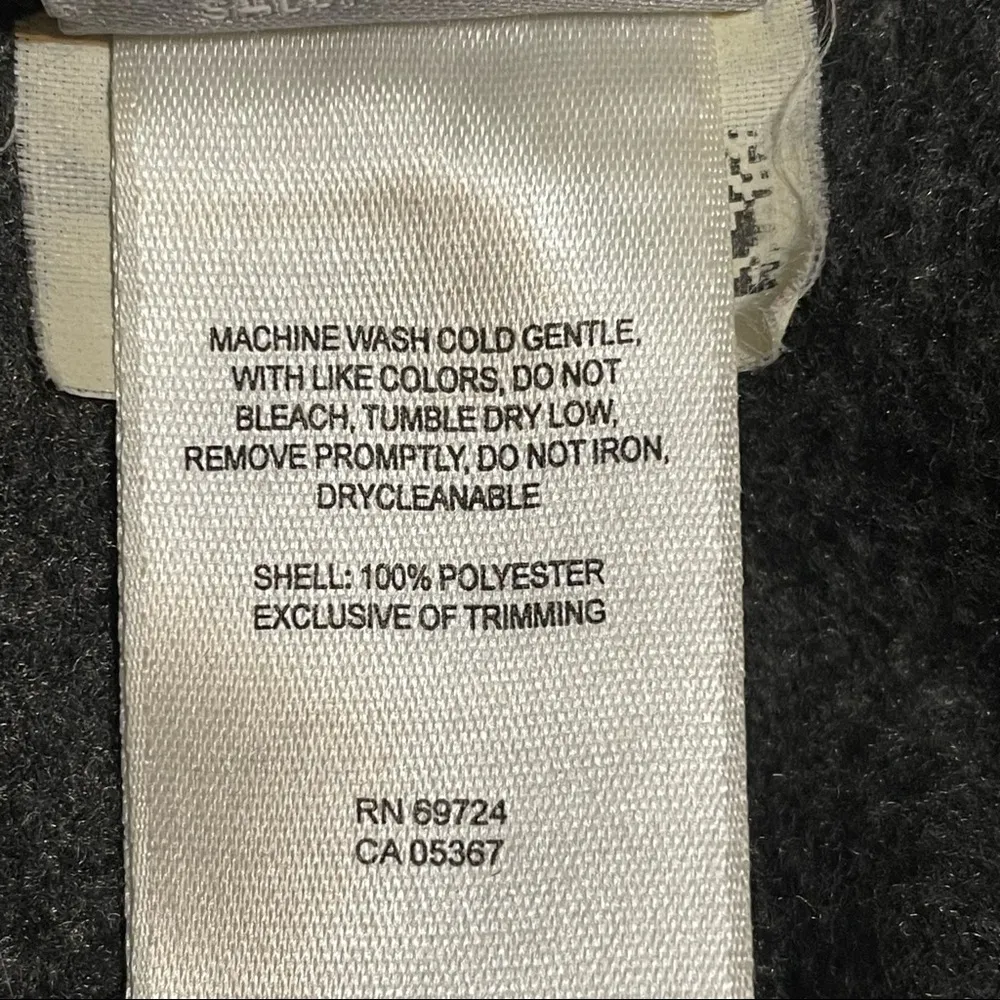 MACHINE WASH COLD GENTLE,
WITH LIKE COLORS, DO NOT
BLEACH, TUMBLE DRY LOW,
REMOVE PROMPTLY, DO NOT IRON,
DRYCLEANABLE
SHELL: 100% POLYESTER
EXCLUSIVE OF TRIMMING
RN 69724
CA 05367